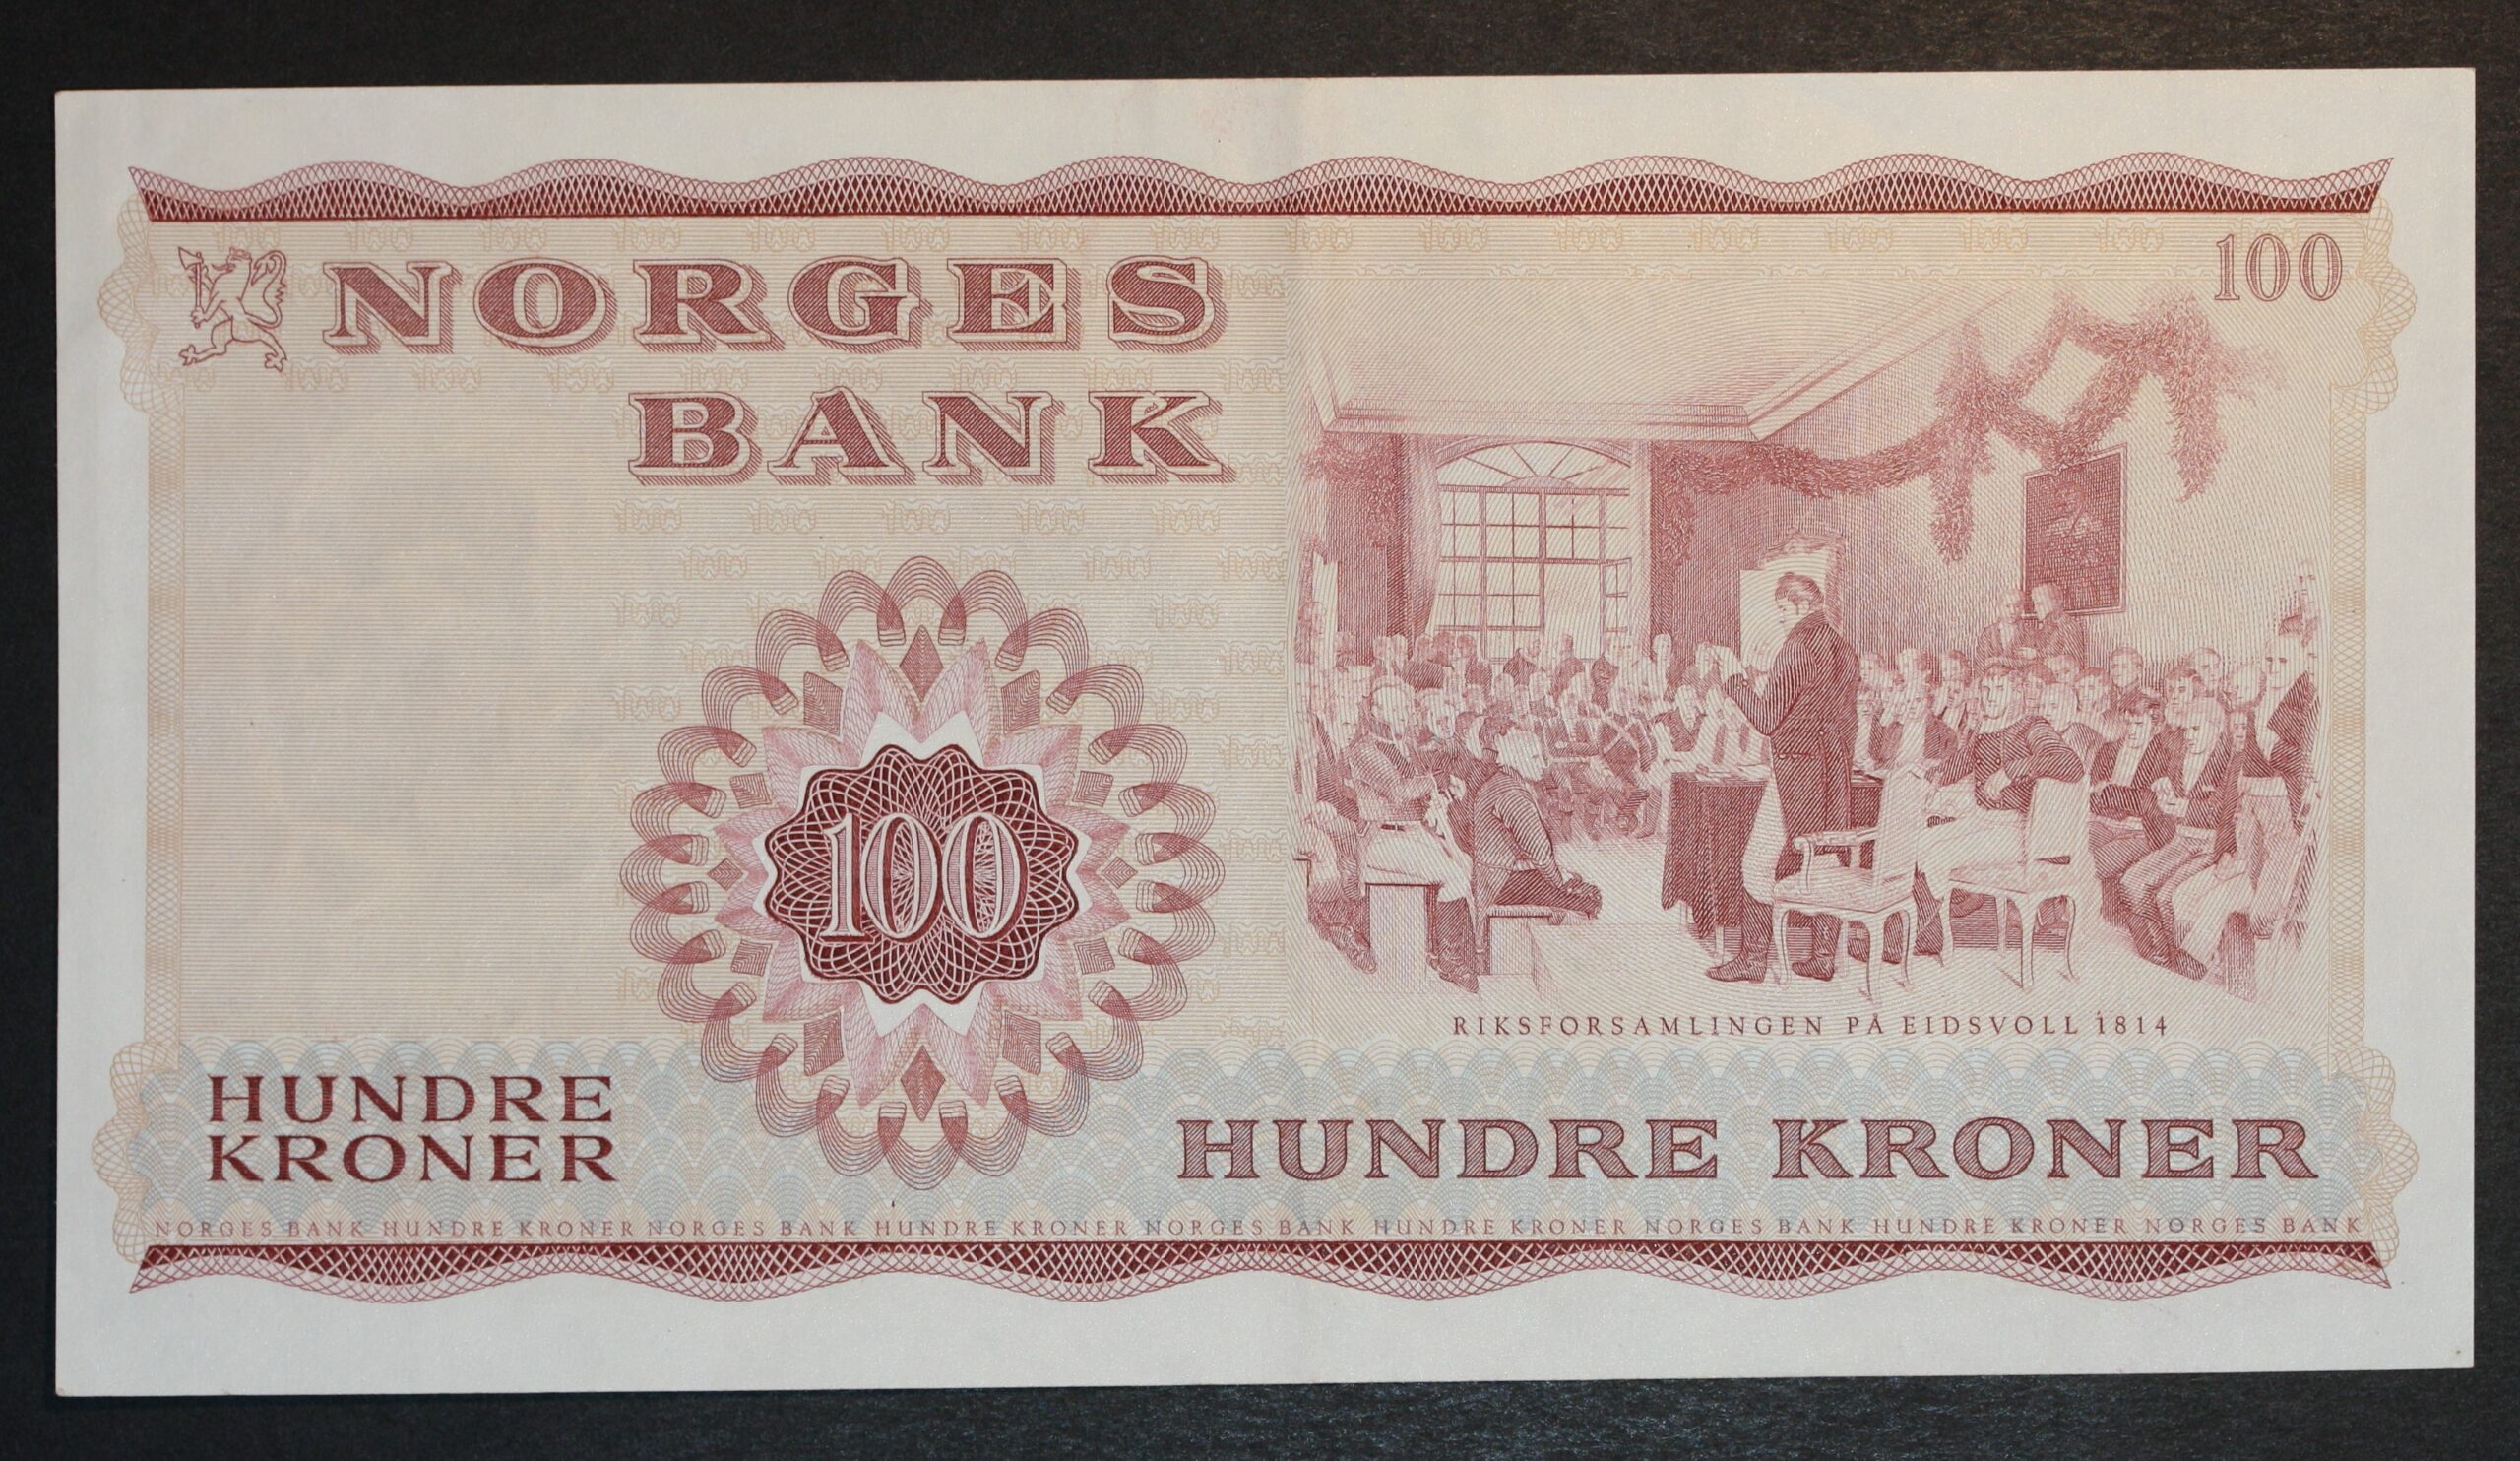 NORGES
BANK
100
100
RIKSFORSAMLINGEN PÅ EIDSVOLL 1814
HUNDRE
KRONER
HUNDRE KRONER
NORGES BANK HUNDRE KRONER NORGES BANK HUNDRE KRONER NORGES BANK HUNDRE KRONER NORGES BANK HUNDRE KRONER NORGES BANK